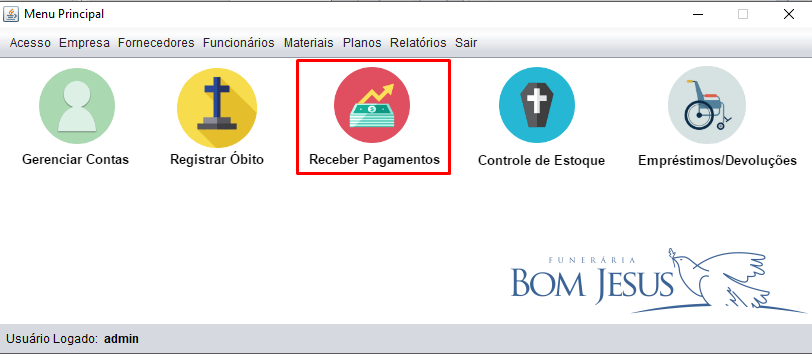 Menu Principal
Acesso Empresa Fornecedores Funcionários Materiais Planos Relatórios Sair
Gerenciar Contas
Registrar Óbito
Receber Pagamentos
Controle de Estoque
Empréstimos/Devoluções
FUNERÁRIA
BOM JESUS
Usuário Logado: admin